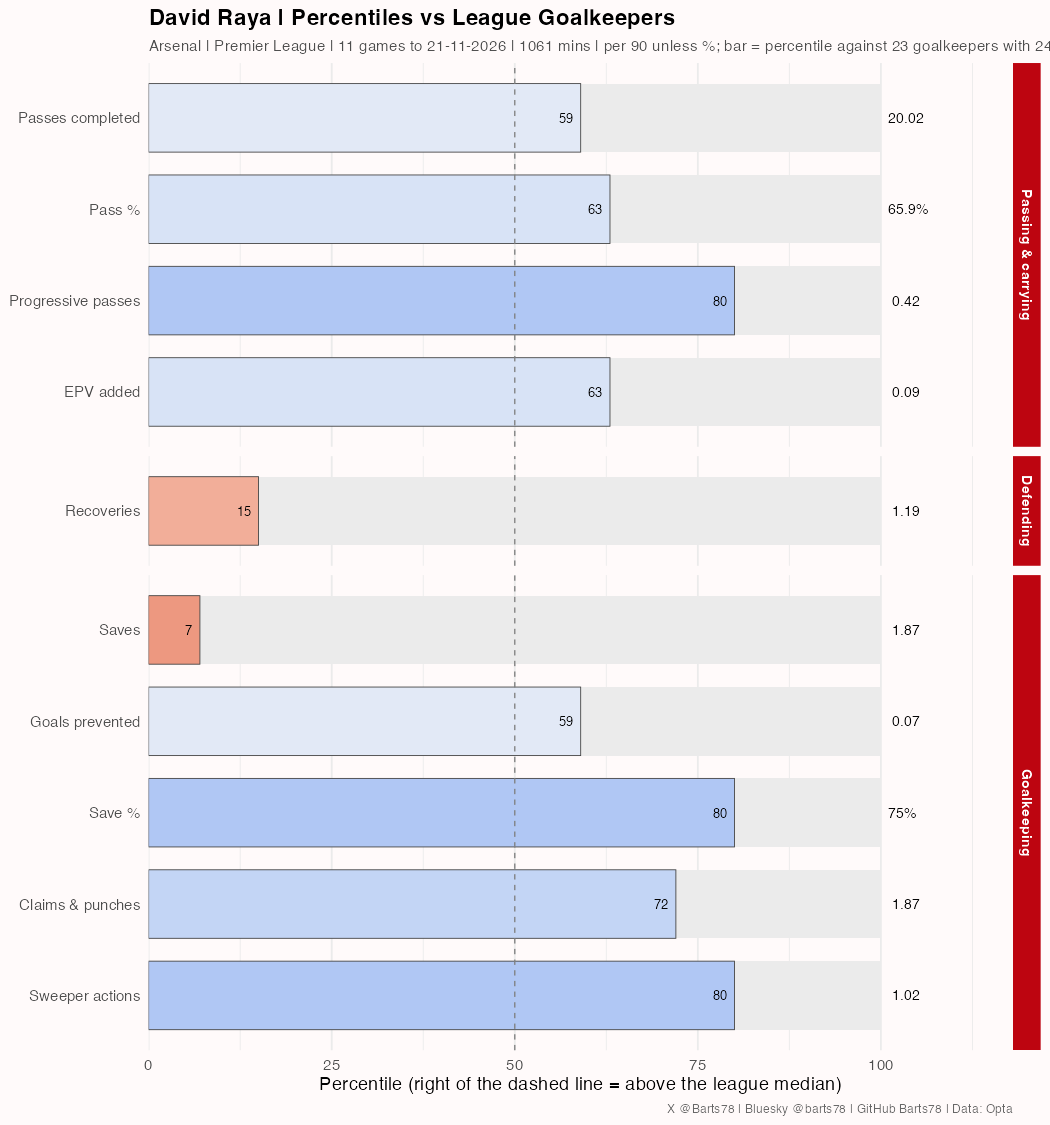 David Raya | Percentiles vs League Goalkeepers
Arsenal | Premier League | 11 games to 21-11-2026 | 1061 mins | per 90 unless %; bar = percentile against 23 goalkeepers with 24
Passes completed 59 20.02
Pass % 63 65.9%
Progressive passes 80 0.42
EPV added 63 0.09
Passing & carrying
Recoveries 15 1.19
Defending
Saves 7 1.87
Goals prevented 59 0.07
Save % 80 75%
Claims & punches 72 1.87
Sweeper actions 80 1.02
Goalkeeping
0 25 50 75 100
Percentile (right of the dashed line = above the league median)
X @Barts78 | Bluesky @barts78 | GitHub Barts78 | Data: Opta